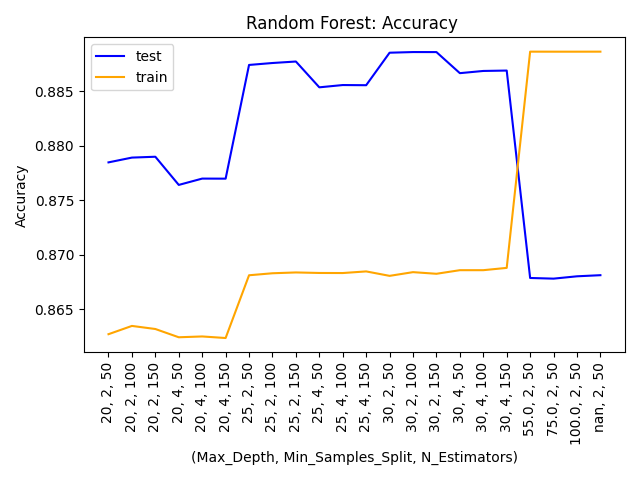 Random Forest: Accuracy
test
train
Accuracy
0.885
0.880
0.875
0.870
0.865
20, 2, 50
20, 2, 100
20, 2, 150
20, 4, 50
20, 4, 100
20, 4, 150
25, 2, 50
25, 2, 100
25, 2, 150
25, 4, 50
25, 4, 100
25, 4, 150
30, 2, 50
30, 2, 100
30, 2, 150
30, 4, 50
30, 4, 100
30, 4, 150
55.0, 2, 50
75.0, 2, 50
100.0, 2, 50
nan, 2, 50
(Max_Depth, Min_Samples_Split, N_Estimators)